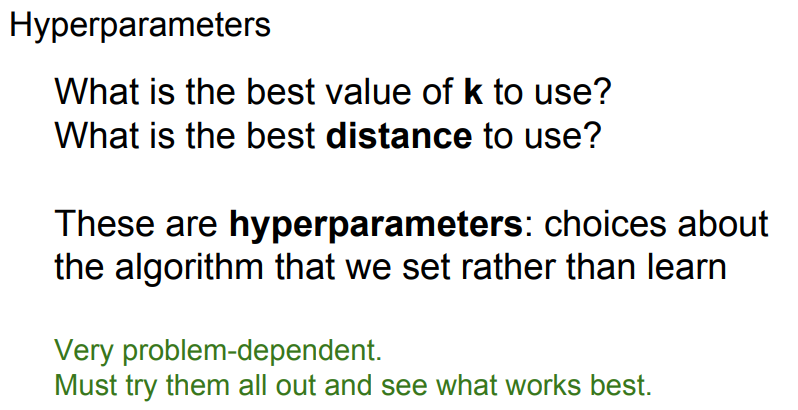 Hyperparameters
What is the best value of k to use?
What is the best distance to use?
These are hyperparameters: choices about
the algorithm that we set rather than learn
Very problem-dependent.
Must try them all out and see what works best.